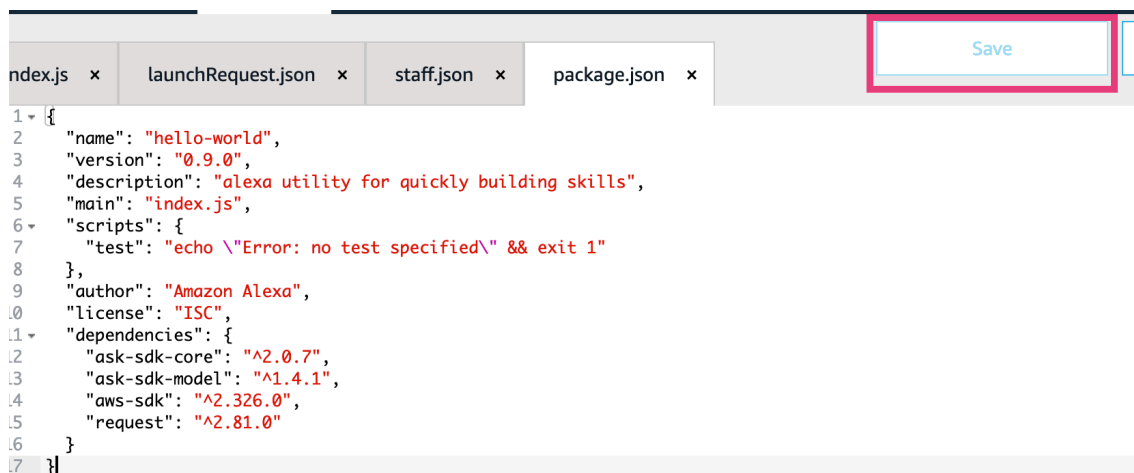 Save
ndex.js × launchRequest.json × staff.json × package.json ×
1 {
2 "name": "hello-world",
3 "version": "0.9.0",
4 "description": "alexa utility for quickly building skills",
5 "main": "index.js",
6 "scripts": {
7 "test": "echo \"Error: no test specified\" && exit 1"
8 },
9 "author": "Amazon Alexa",
10 "license": "ISC",
11 "dependencies": {
12 "ask-sdk-core": "^2.0.7",
13 "ask-sdk-model": "^1.4.1",
14 "aws-sdk": "^2.326.0",
15 "request": "^2.81.0"
16 }
17 }